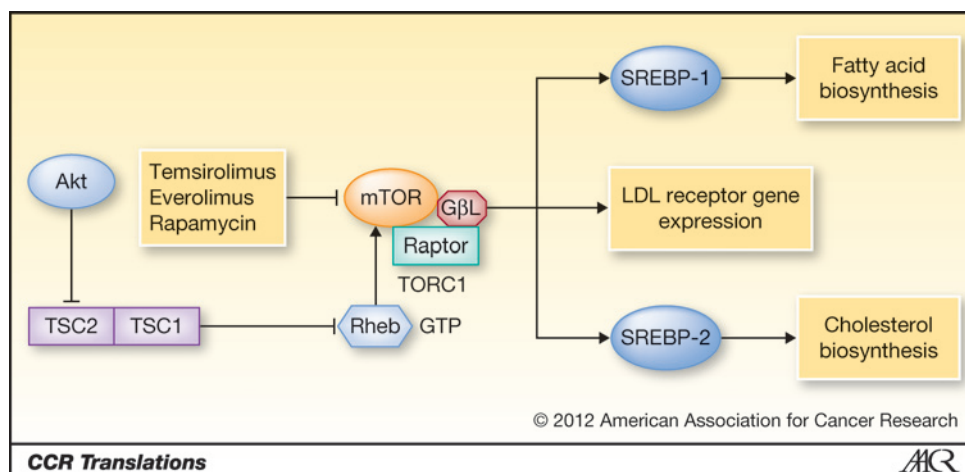 SREBP-1
Fatty acid
biosynthesis
Akt
Temsirolimus
Everolimus
Rapamycin
mTOR
GβL
Raptor
TORC1
LDL receptor gene
expression
TSC2
TSC1
Rheb
GTP
SREBP-2
Cholesterol
biosynthesis
© 2012 American Association for Cancer Research
CCR Translations
AACR